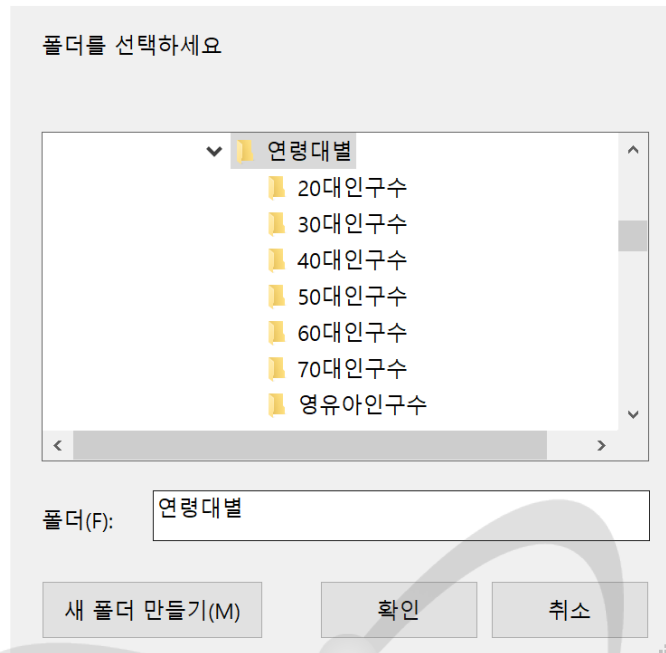 폴더를 선택하세요
연령대별
20대인구수
30대인구수
40대인구수
50대인구수
60대인구수
70대인구수
영유아인구수
폴더(F):
연령대별
새 폴더 만들기(M)
확인
취소